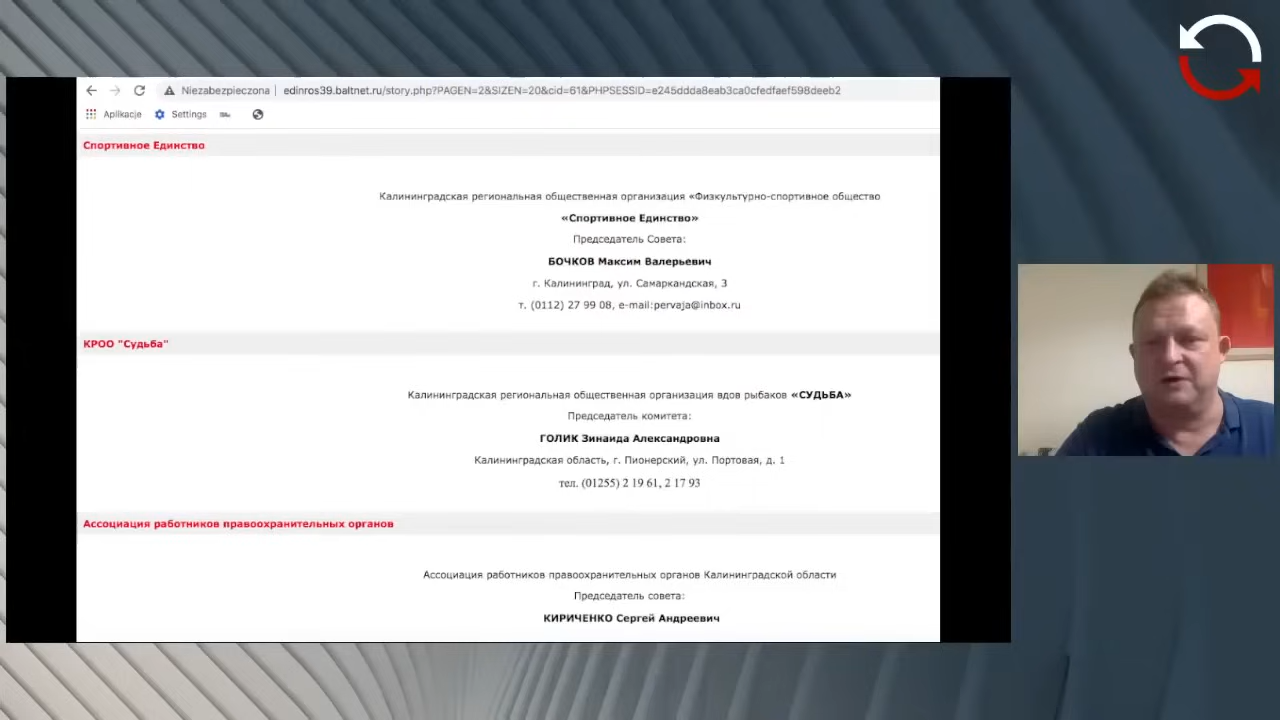 Niezabezpieczona
edinros39.baltnet.ru/story.php?PAGEN=2&SIZEN=20&cid=61&PHPSESSID=e245ddda8eab3ca0cfedfaef598deeb2
Aplikacje
Settings
Спортивное Единство
Калининградская региональная общественная организация «Физкультурно-спортивное общество
«Спортивное Единство»
Председатель Совета:
БОЧКОВ Максим Валерьевич
г. Калининград, ул. Самаркандская, 3
т. (0112) 27 99 08, e-mail:pervaja@inbox.ru
КРОО "Судьба"
Калининградская региональная общественная организация вдов рыбаков «СУДЬБА»
Председатель комитета:
ГОЛИК Зинаида Александровна
Калининградская область, г. Пионерский, ул. Портовая, д. 1
тел. (01255) 2 19 61, 2 17 93
Ассоциация работников правоохранительных органов
Ассоциация работников правоохранительных органов Калининградской области
Председатель совета:
КИРИЧЕНКО Сергей Андреевич